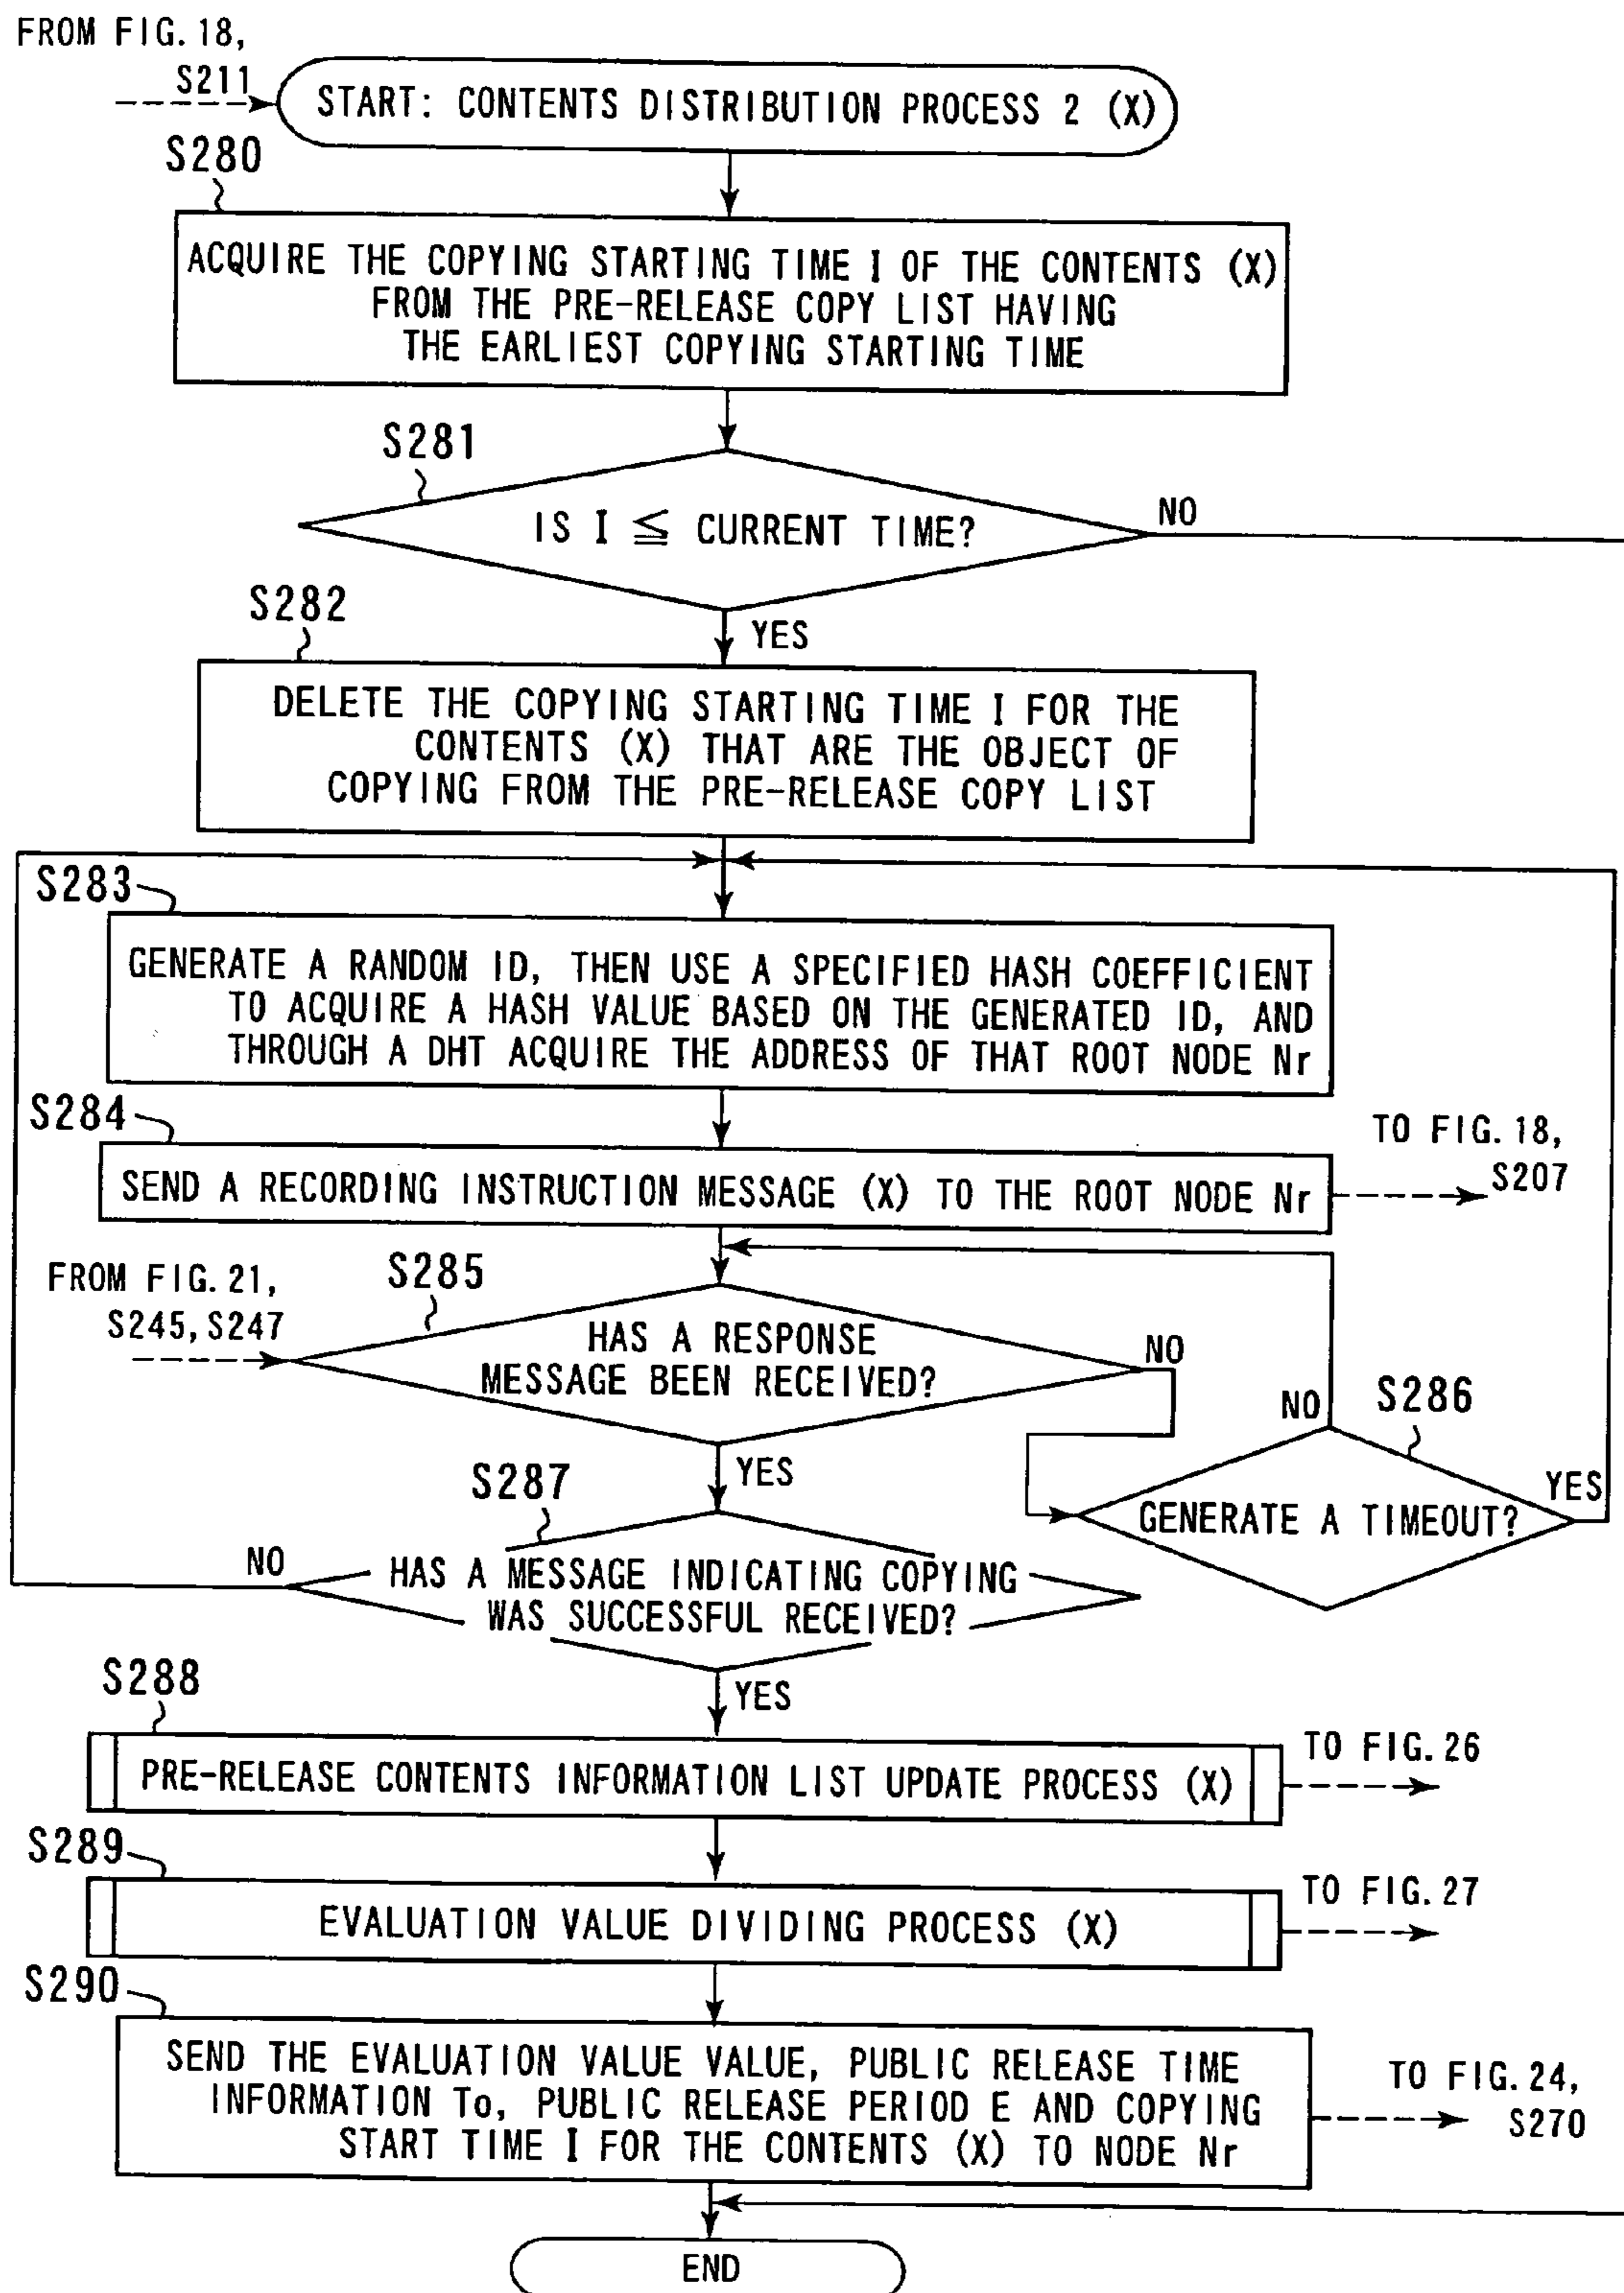 FROM FIG. 18,
S211
START: CONTENTS DISTRIBUTION PROCESS 2 (X)
S280
ACQUIRE THE COPYING STARTING TIME I OF THE CONTENTS (X)
FROM THE PRE-RELEASE COPY LIST HAVING
THE EARLIEST COPYING STARTING TIME
S281
IS I ≦ CURRENT TIME?
NO
S282
YES
DELETE THE COPYING STARTING TIME I FOR THE
CONTENTS (X) THAT ARE THE OBJECT OF
COPYING FROM THE PRE-RELEASE COPY LIST
S283
GENERATE A RANDOM ID, THEN USE A SPECIFIED HASH COEFFICIENT
TO ACQUIRE A HASH VALUE BASED ON THE GENERATED ID, AND
THROUGH A DHT ACQUIRE THE ADDRESS OF THAT ROOT NODE Nr
S284
TO FIG. 18,
S207
SEND A RECORDING INSTRUCTION MESSAGE (X) TO THE ROOT NODE Nr
FROM FIG. 21,
S245, S247
S285
HAS A RESPONSE
MESSAGE BEEN RECEIVED?
NO
NO
S286
YES
GENERATE A TIMEOUT?
YES
S287
NO
HAS A MESSAGE INDICATING COPYING
WAS SUCCESSFUL RECEIVED?
YES
S288
PRE-RELEASE CONTENTS INFORMATION LIST UPDATE PROCESS (X)
TO FIG. 26
S289
EVALUATION VALUE DIVIDING PROCESS (X)
TO FIG. 27
S290
SEND THE EVALUATION VALUE VALUE, PUBLIC RELEASE TIME
INFORMATION To, PUBLIC RELEASE PERIOD E AND COPYING
START TIME I FOR THE CONTENTS (X) TO NODE Nr
TO FIG. 24,
S270
END